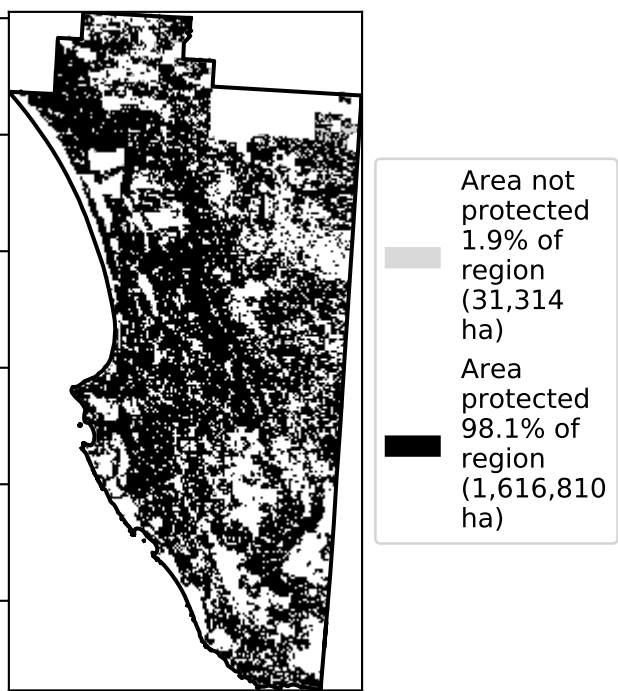 Area not
protected
1.9% of
region
(31,314
ha)
Area
protected
98.1% of
region
(1,616,810
ha)